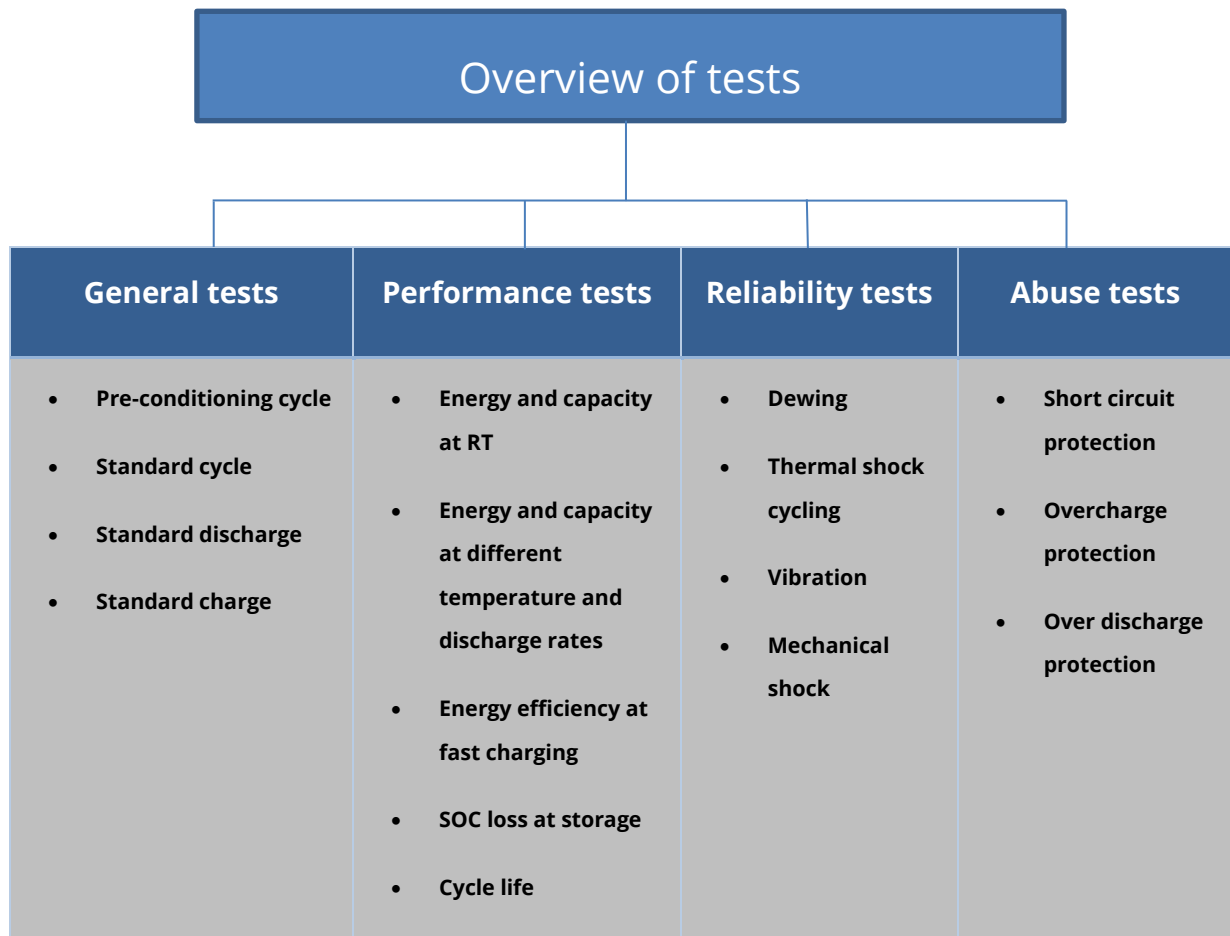 Overview of tests
General tests
Performance tests
Reliability tests
Abuse tests
• Pre-conditioning cycle
• Standard cycle
• Standard discharge
• Standard charge
• Energy and capacity
at RT
• Energy and capacity
at different
temperature and
discharge rates
• Energy efficiency at
fast charging
• SOC loss at storage
• Cycle life
• Dewing
• Thermal shock
cycling
• Vibration
• Mechanical
shock
• Short circuit
protection
• Overcharge
protection
• Over discharge
protection